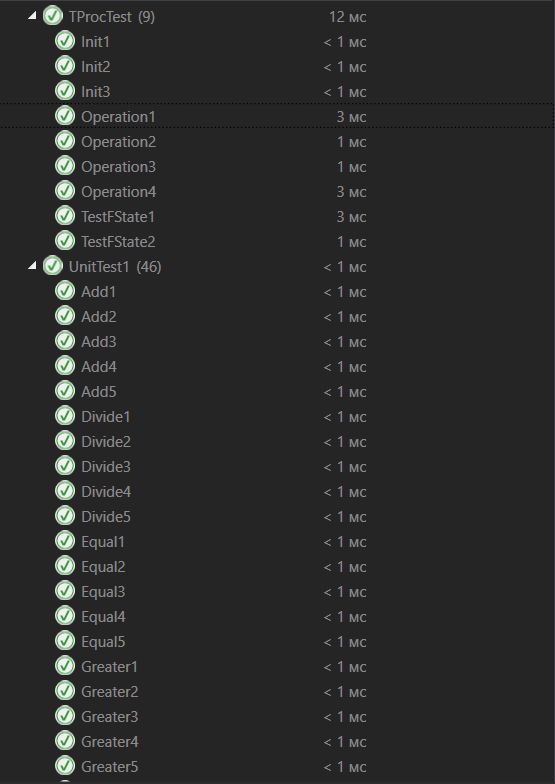 TProcTest (9) 12 мс
Init1 < 1 мс
Init2 < 1 мс
Init3 < 1 мс
Operation1 3 мс
Operation2 1 мс
Operation3 1 мс
Operation4 3 мс
TestFState1 3 мс
TestFState2 1 мс
UnitTest1 (46) < 1 мс
Add1 < 1 мс
Add2 < 1 мс
Add3 < 1 мс
Add4 < 1 мс
Add5 < 1 мс
Divide1 < 1 мс
Divide2 < 1 мс
Divide3 < 1 мс
Divide4 < 1 мс
Divide5 < 1 мс
Equal1 < 1 мс
Equal2 < 1 мс
Equal3 < 1 мс
Equal4 < 1 мс
Equal5 < 1 мс
Greater1 < 1 мс
Greater2 < 1 мс
Greater3 < 1 мс
Greater4 < 1 мс
Greater5 < 1 мс